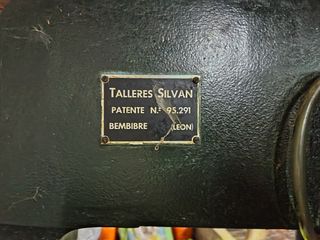 TALLERES SILVAN
PATENTE N.º 95.291
BEMBIBRE (LEON)